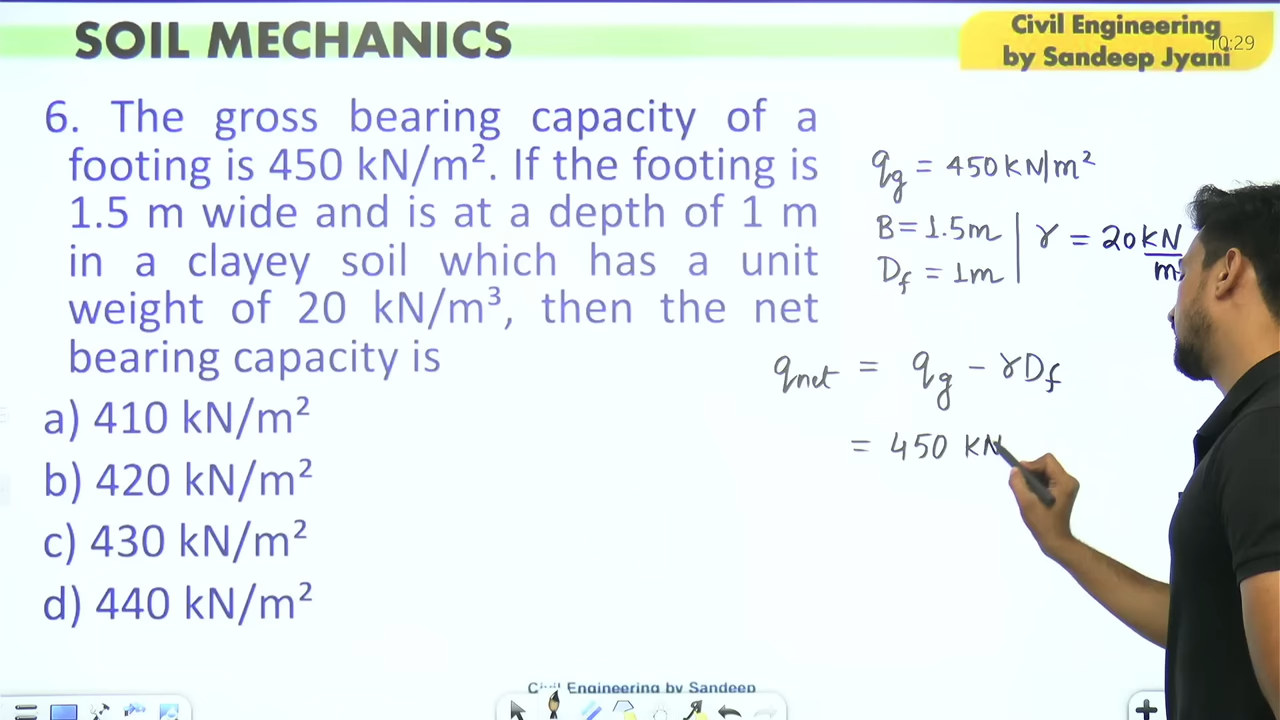 SOIL MECHANICS
Civil Engineering
by Sandeep Jyani
10:29
6. The gross bearing capacity of a
footing is 450 kN/m². If the footing is
1.5 m wide and is at a depth of 1 m
in a clayey soil which has a unit
weight of 20 kN/m³, then the net
bearing capacity is
a) 410 kN/m²
b) 420 kN/m²
c) 430 kN/m²
d) 440 kN/m²
qg = 450 KN/m²
B = 1.5m
Df = 1m
γ = 20 KN/m³
qnet = qg - γDf
= 450 KN
Civil Engineering by Sandeep